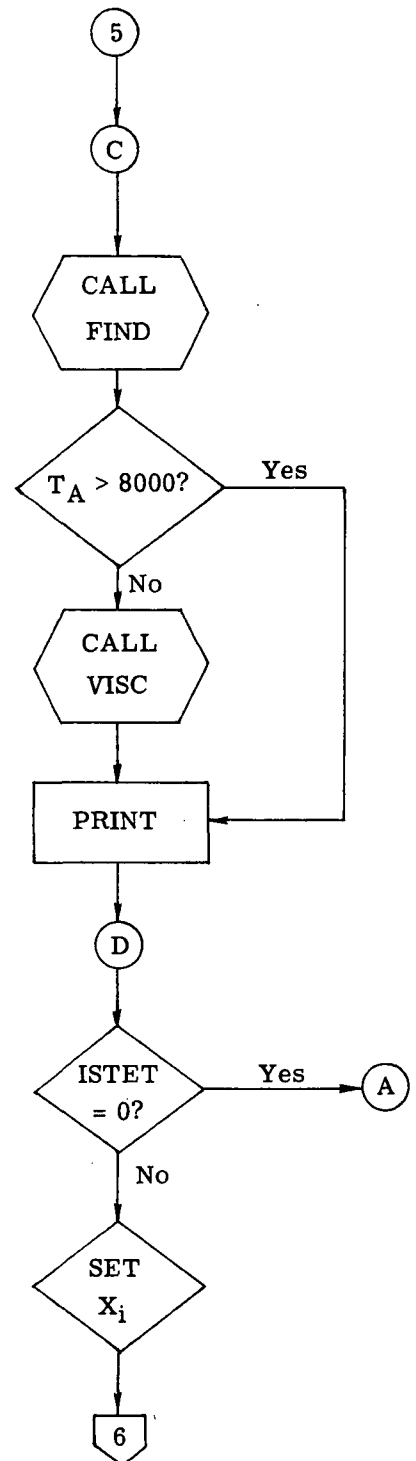 5
C
CALL
FIND
T_A > 8000?
Yes
No
CALL
VISC
PRINT
D
ISTET
= 0?
Yes
A
No
SET
X_i
6